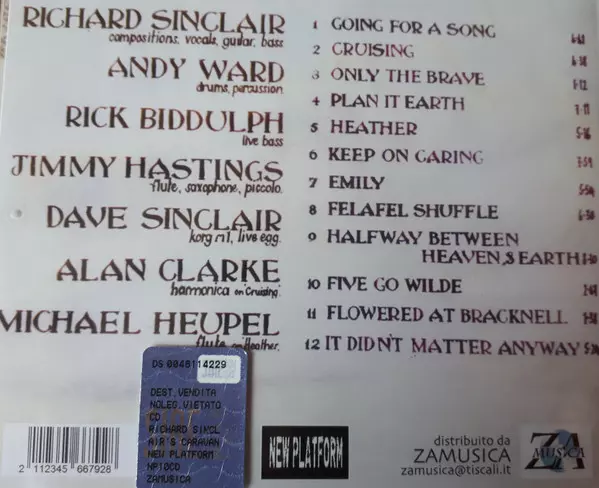 RICHARD SINCLAIR
compositions, vocals, guitar, bass
ANDY WARD
drums, percussion
RICK BIDDULPH
live bass
JIMMY HASTINGS
flute, saxophone, piccolo.
DAVE SINCLAIR
korg m1, live egg.
ALAN CLARKE
harmonica on 'Cruising'
MICHAEL HEUPEL
flute on Heather.
1 GOING FOR A SONG
2 CRUISING
3 ONLY THE BRAVE
4 PLAN IT EARTH
5 HEATHER
6 KEEP ON CARING
7 EMILY
8 FELAFEL SHUFFLE
9 HALFWAY BETWEEN
HEAVEN & EARTH
10 FIVE GO WILDE
11 FLOWERED AT BRACKNELL
12 IT DIDN'T MATTER ANYWAY
DS 0048114229
DEST.VENDITA
NOLEG.VIETATO
CD
RICHARD SINCL
AIR'S CARAVAN
NEW PLATFORM
NP10CD
ZAMUSICA
2 112345 667928
NEW PLATFORM
distribuito da
ZAMUSICA
zamusica@tiscali.it
ZA
MUSICA